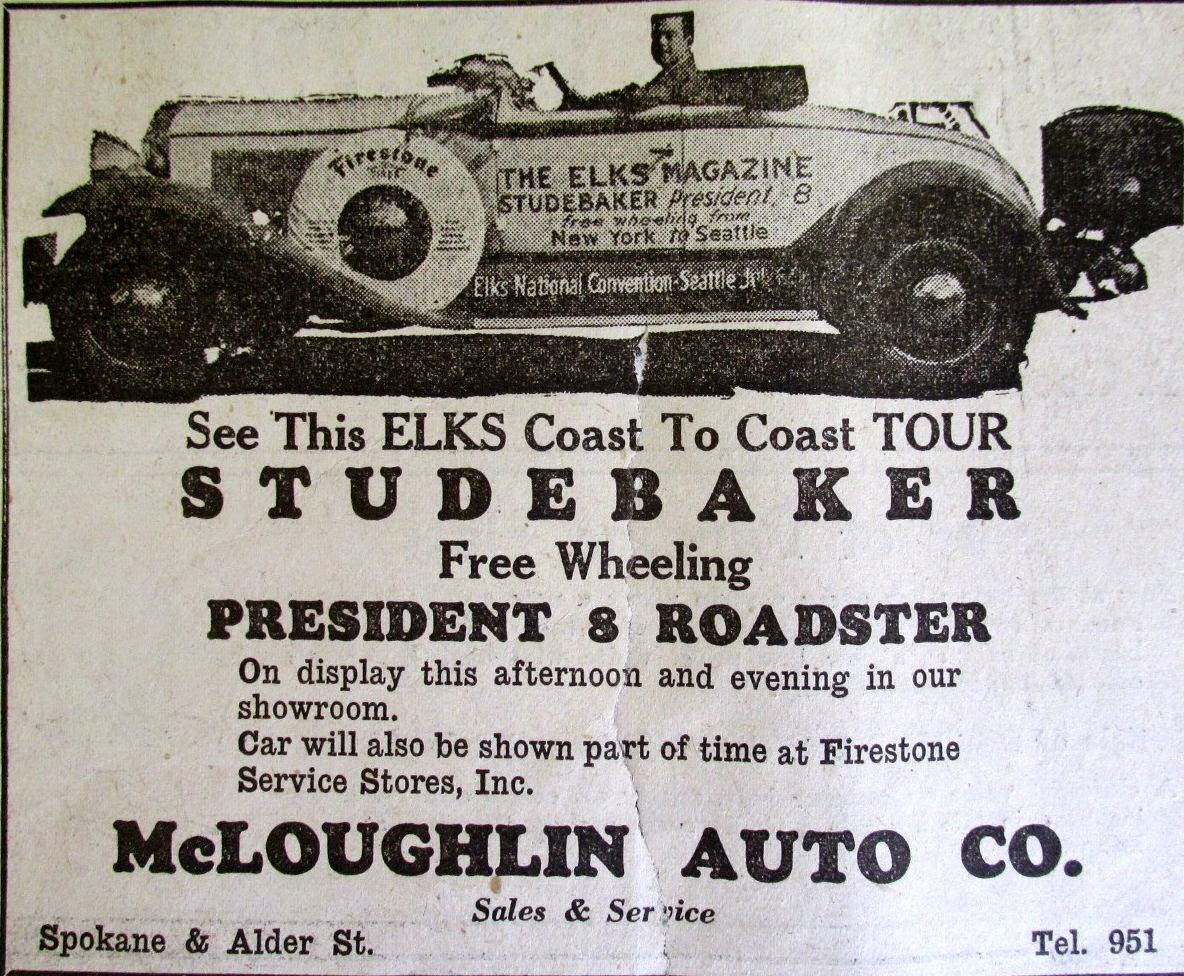 Firestone
THE ELKS MAGAZINE
STUDEBAKER President 8
free wheeling from
New York to Seattle
Elks National Convention-Seattle
See This ELKS Coast To Coast TOUR
STUDEBAKER
Free Wheeling
PRESIDENT 8 ROADSTER
On display this afternoon and evening in our
showroom.
Car will also be shown part of time at Firestone
Service Stores, Inc.
McLOUGHLIN AUTO CO.
Sales & Service
Spokane & Alder St.
Tel. 951